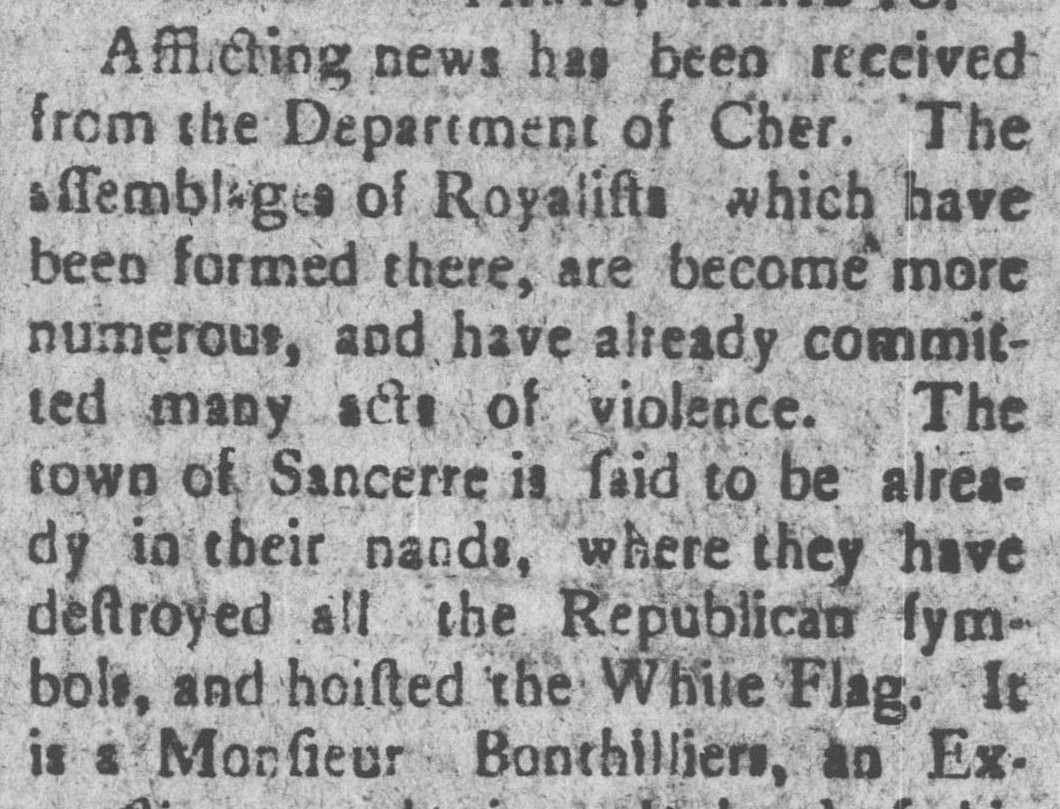 Afflicting news has been received
from the Department of Cher. The
aſſemblages of Royaliſts which have
been formed there, are become more
numerous, and have already commit-
ted many acts of violence. The
town of Sancerre is ſaid to be alrea-
dy in their hands, where they have
deſtroyed all the Republican ſym-
bols, and hoiſted the White Flag. It
is a Monſieur Bonthilliers, an Ex-